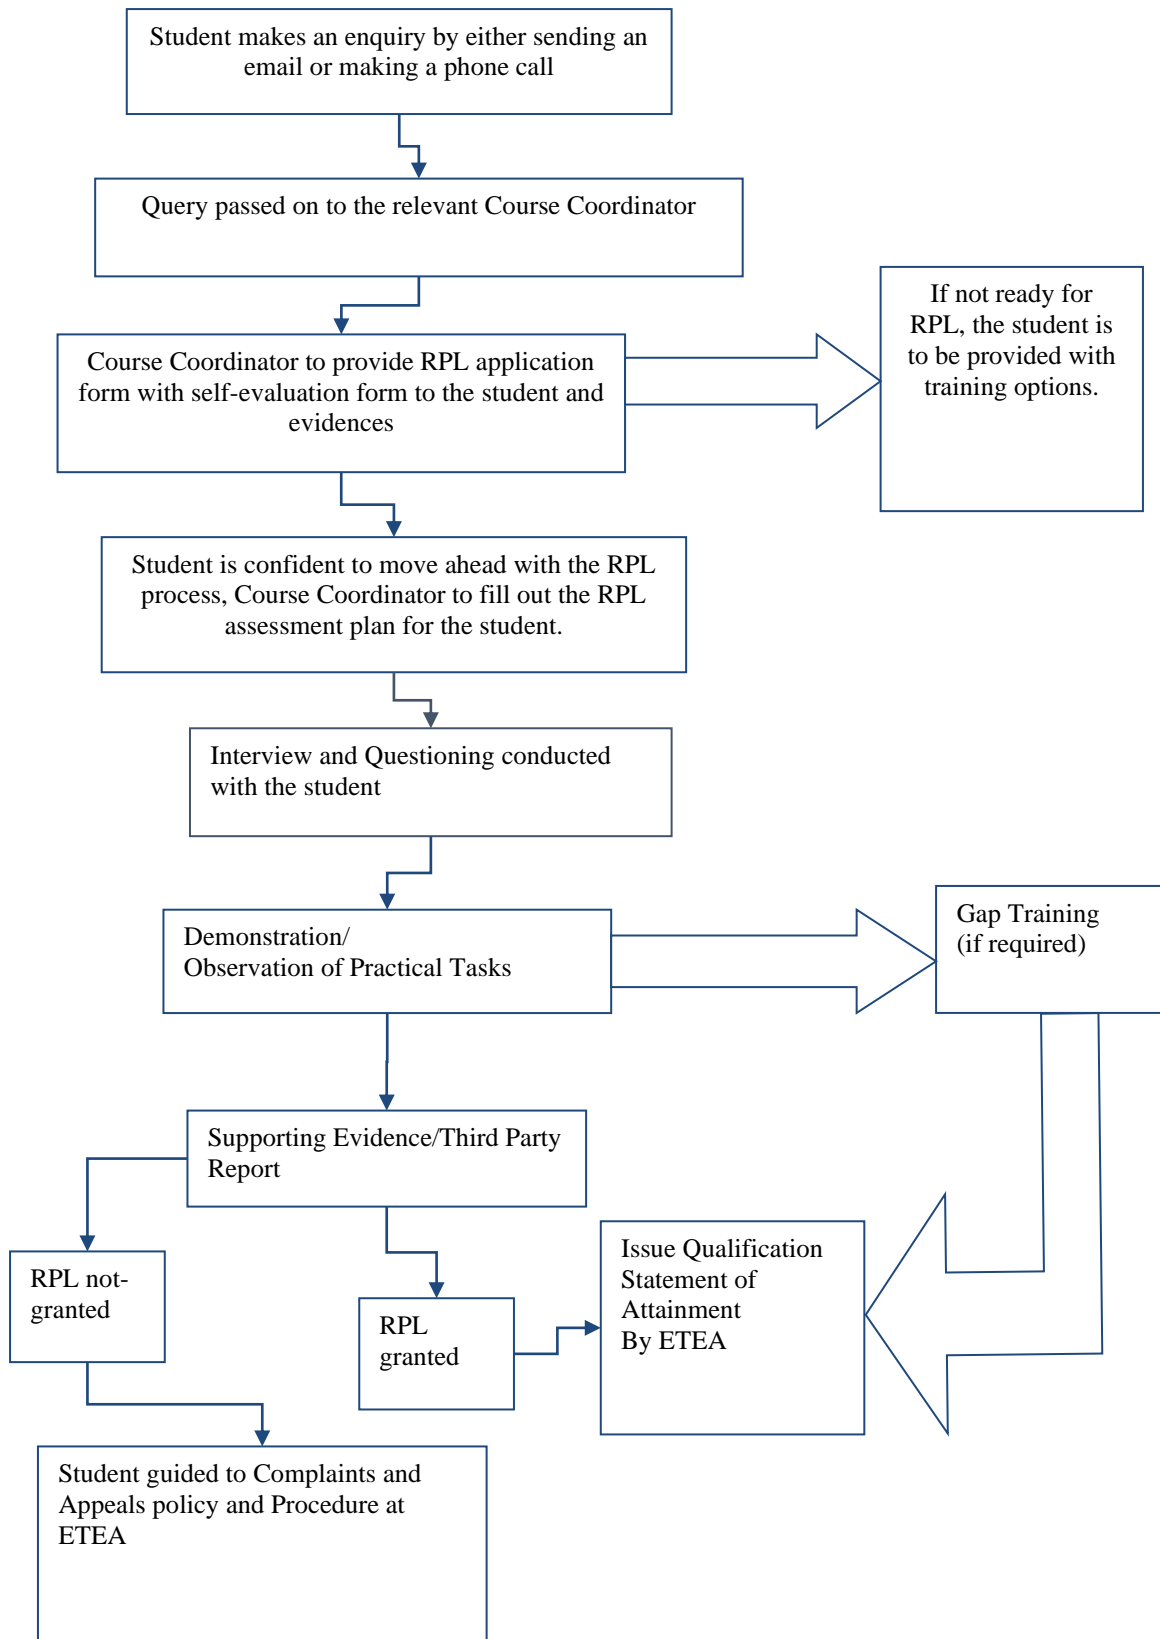 Student makes an enquiry by either sending an
email or making a phone call
Query passed on to the relevant Course Coordinator
If not ready for
RPL, the student is
to be provided with
training options.
Course Coordinator to provide RPL application
form with self-evaluation form to the student and
evidences
Student is confident to move ahead with the RPL
process, Course Coordinator to fill out the RPL
assessment plan for the student.
Interview and Questioning conducted
with the student
Demonstration/
Observation of Practical Tasks
Gap Training
(if required)
Supporting Evidence/Third Party
Report
RPL not-
granted
RPL
granted
Issue Qualification
Statement of
Attainment
By ETEA
Student guided to Complaints and
Appeals policy and Procedure at
ETEA